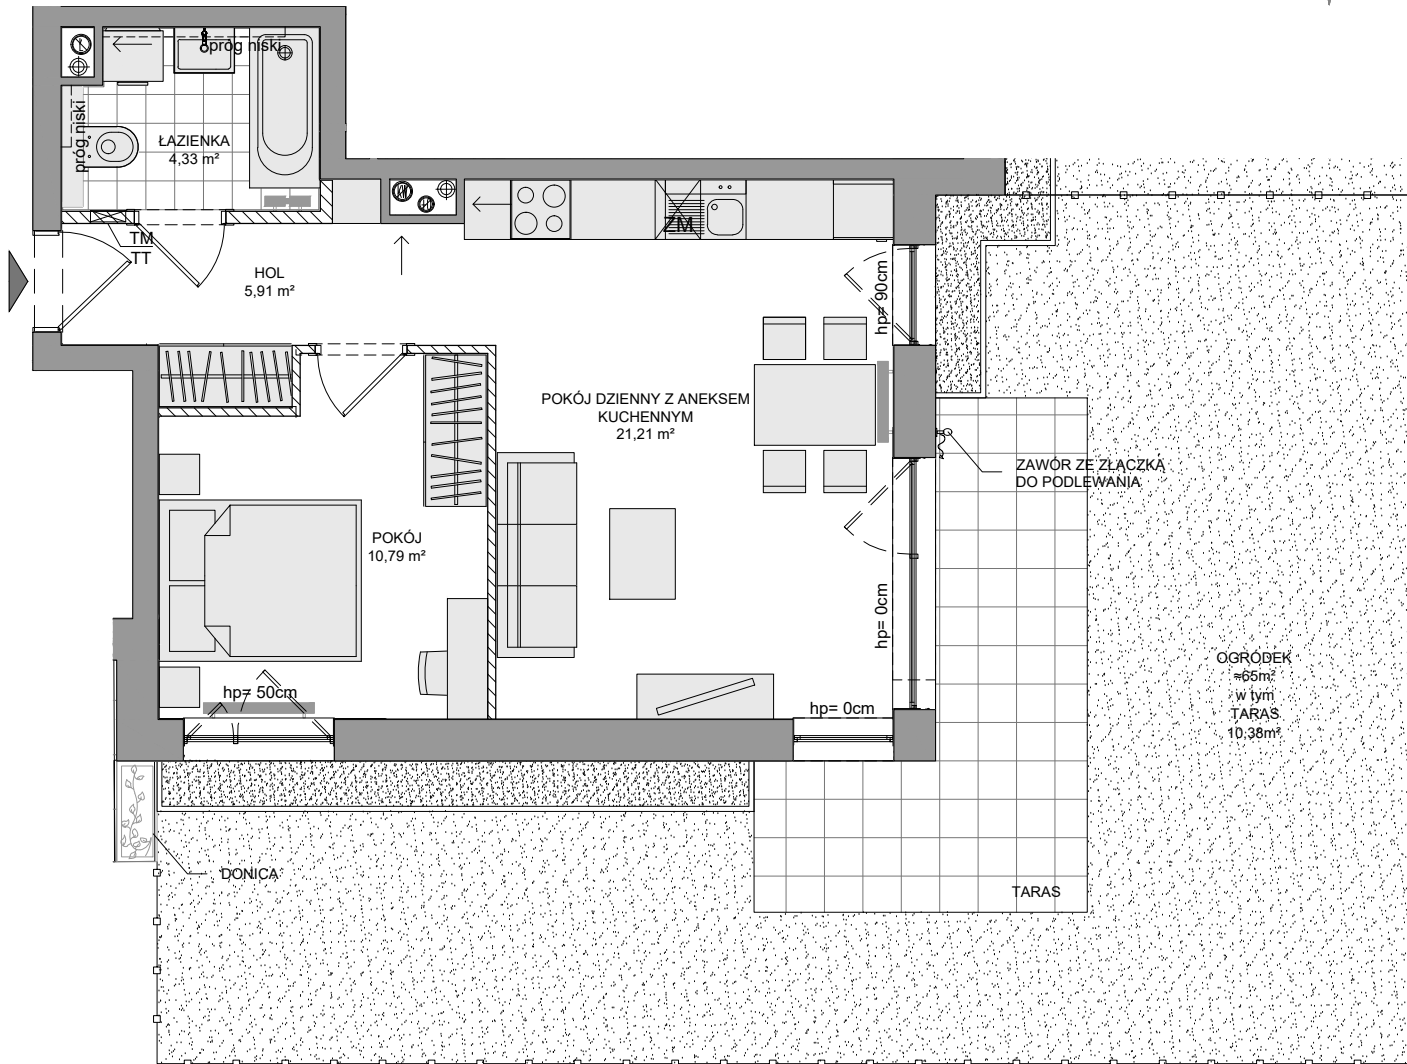 próg niski
próg niski
ŁAZIENKA
4,33 m²
TM
TT
HOL
5,91 m²
ZM
hp= 90cm
POKÓJ DZIENNY Z ANEKSEM
KUCHENNYM
21,21 m²
ZAWÓR ZE ZŁĄCZKĄ
DO PODLEWANIA
POKÓJ
10,79 m²
hp= 0cm
hp= 50cm
hp= 0cm
OGRÓDEK
≈65m²
w tym
TARAS
10,38m²
DONICA
TARAS